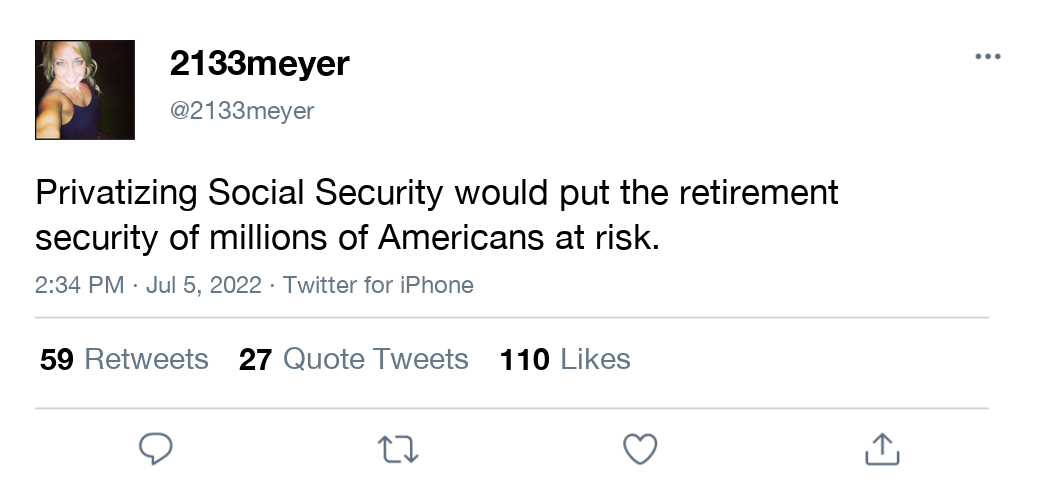 2133meyer
@2133meyer
Privatizing Social Security would put the retirement
security of millions of Americans at risk.
2:34 PM · Jul 5, 2022 · Twitter for iPhone
59 Retweets 27 Quote Tweets 110 Likes